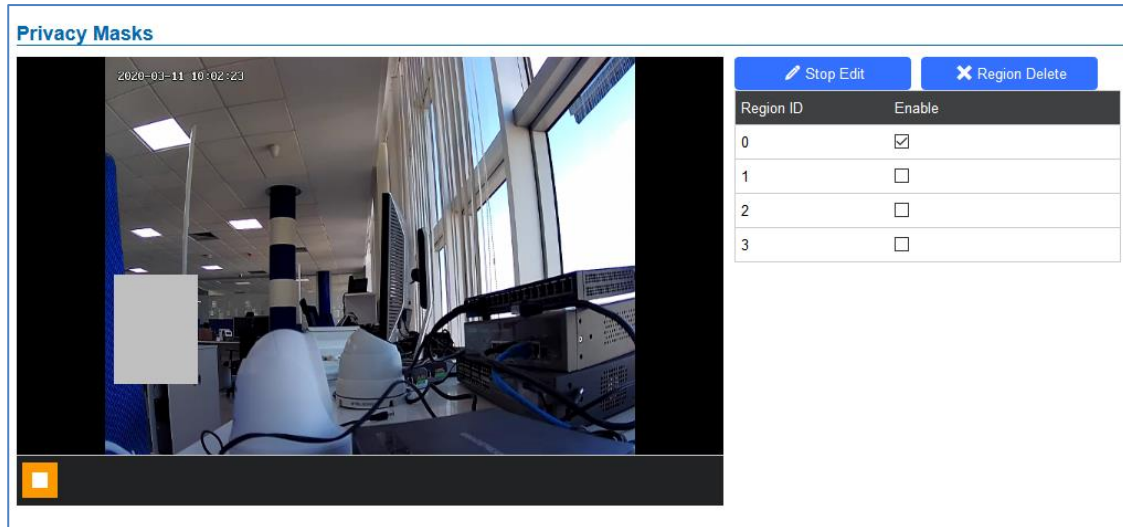 Privacy Masks
2020-03-11 10:02:23
Stop Edit
Region Delete
Region ID Enable
0
1
2
3